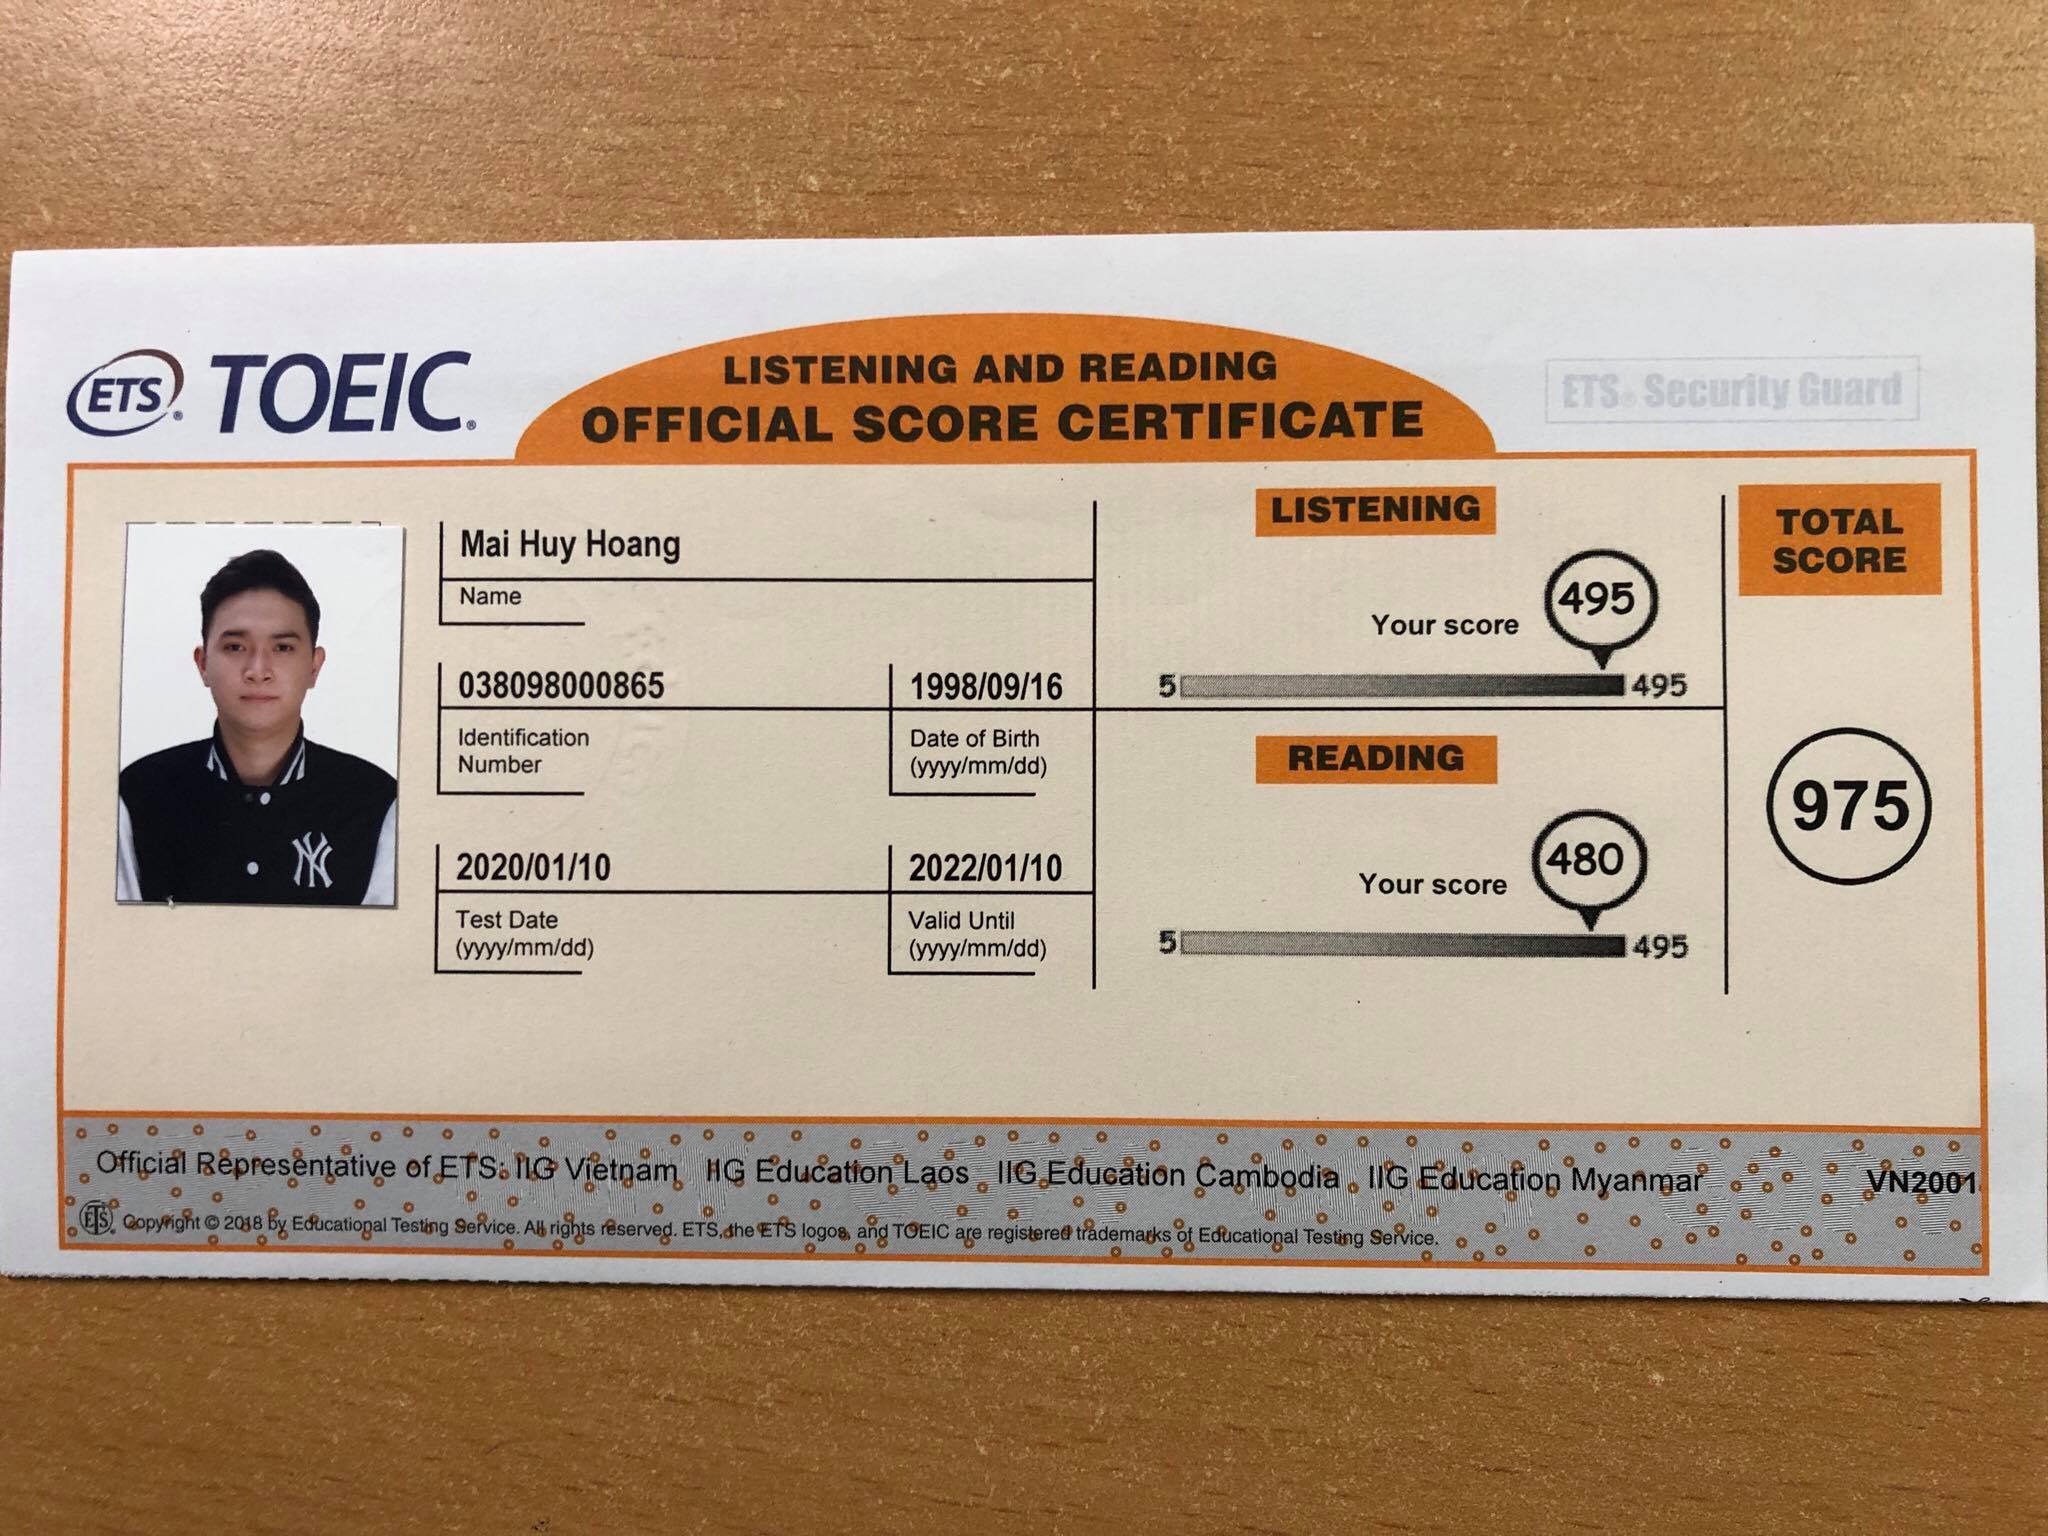 ETS® TOEIC®
LISTENING AND READING
OFFICIAL SCORE CERTIFICATE
ETS® Security Guard
Mai Huy Hoang
Name
038098000865
Identification
Number
1998/09/16
Date of Birth
(yyyy/mm/dd)
2020/01/10
Test Date
(yyyy/mm/dd)
2022/01/10
Valid Until
(yyyy/mm/dd)
LISTENING
Your score 495
5 495
READING
Your score 480
5 495
TOTAL
SCORE
975
NY
Official Representative of ETS: IIG Vietnam IIG Education Laos IIG Education Cambodia IIG Education Myanmar VN2001
ETS® Copyright © 2018 by Educational Testing Service. All rights reserved. ETS, the ETS logos, and TOEIC are registered trademarks of Educational Testing Service.